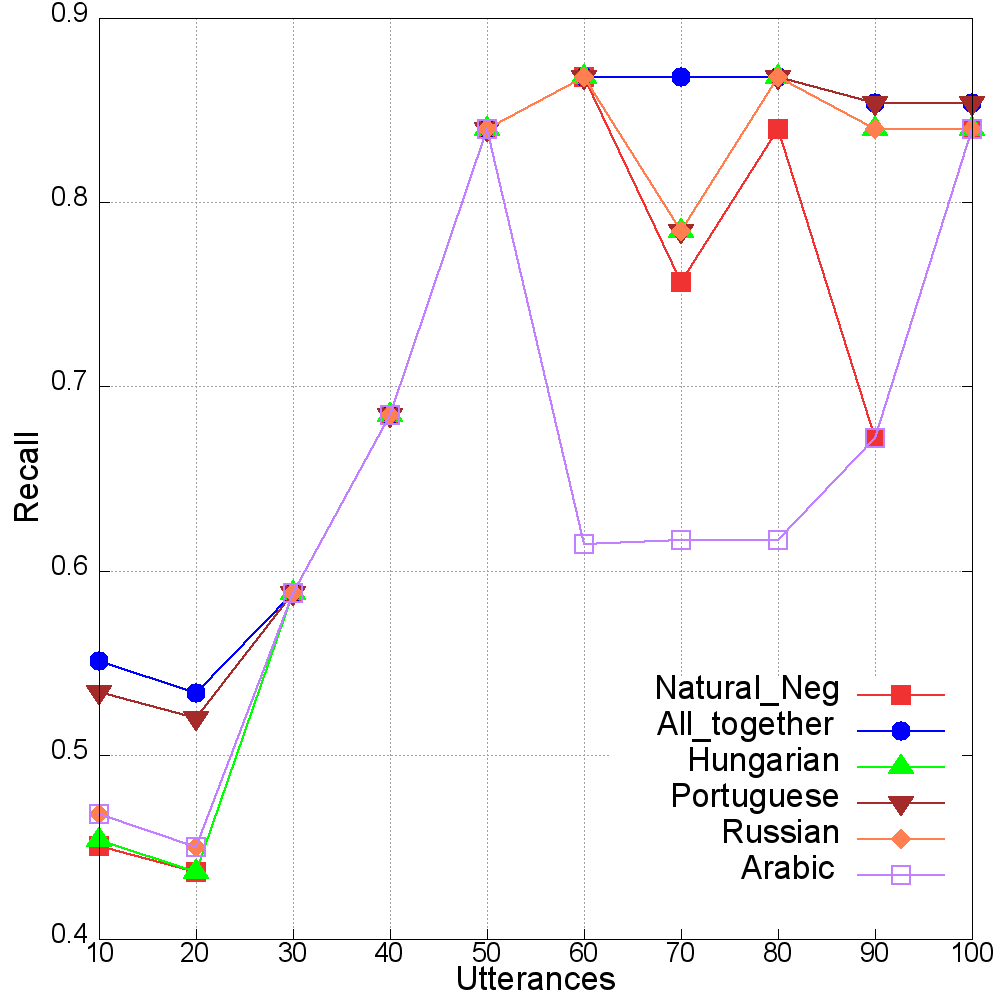 0.9
0.8
0.7
0.6
0.5
0.4
Recall
Natural_Neg
All_together
Hungarian
Portuguese
Russian
Arabic
10 20 30 40 50 60 70 80 90 100
Utterances